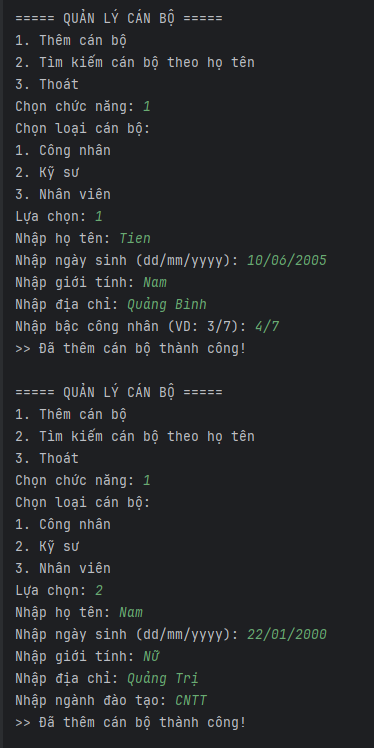 ===== QUẢN LÝ CÁN BỘ =====
1. Thêm cán bộ
2. Tìm kiếm cán bộ theo họ tên
3. Thoát
Chọn chức năng: 1
Chọn loại cán bộ:
1. Công nhân
2. Kỹ sư
3. Nhân viên
Lựa chọn: 1
Nhập họ tên: Tien
Nhập ngày sinh (dd/mm/yyyy): 10/06/2005
Nhập giới tính: Nam
Nhập địa chỉ: Quảng Bình
Nhập bậc công nhân (VD: 3/7): 4/7
>> Đã thêm cán bộ thành công!

===== QUẢN LÝ CÁN BỘ =====
1. Thêm cán bộ
2. Tìm kiếm cán bộ theo họ tên
3. Thoát
Chọn chức năng: 1
Chọn loại cán bộ:
1. Công nhân
2. Kỹ sư
3. Nhân viên
Lựa chọn: 2
Nhập họ tên: Nam
Nhập ngày sinh (dd/mm/yyyy): 22/01/2000
Nhập giới tính: Nữ
Nhập địa chỉ: Quảng Trị
Nhập ngành đào tạo: CNTT
>> Đã thêm cán bộ thành công!